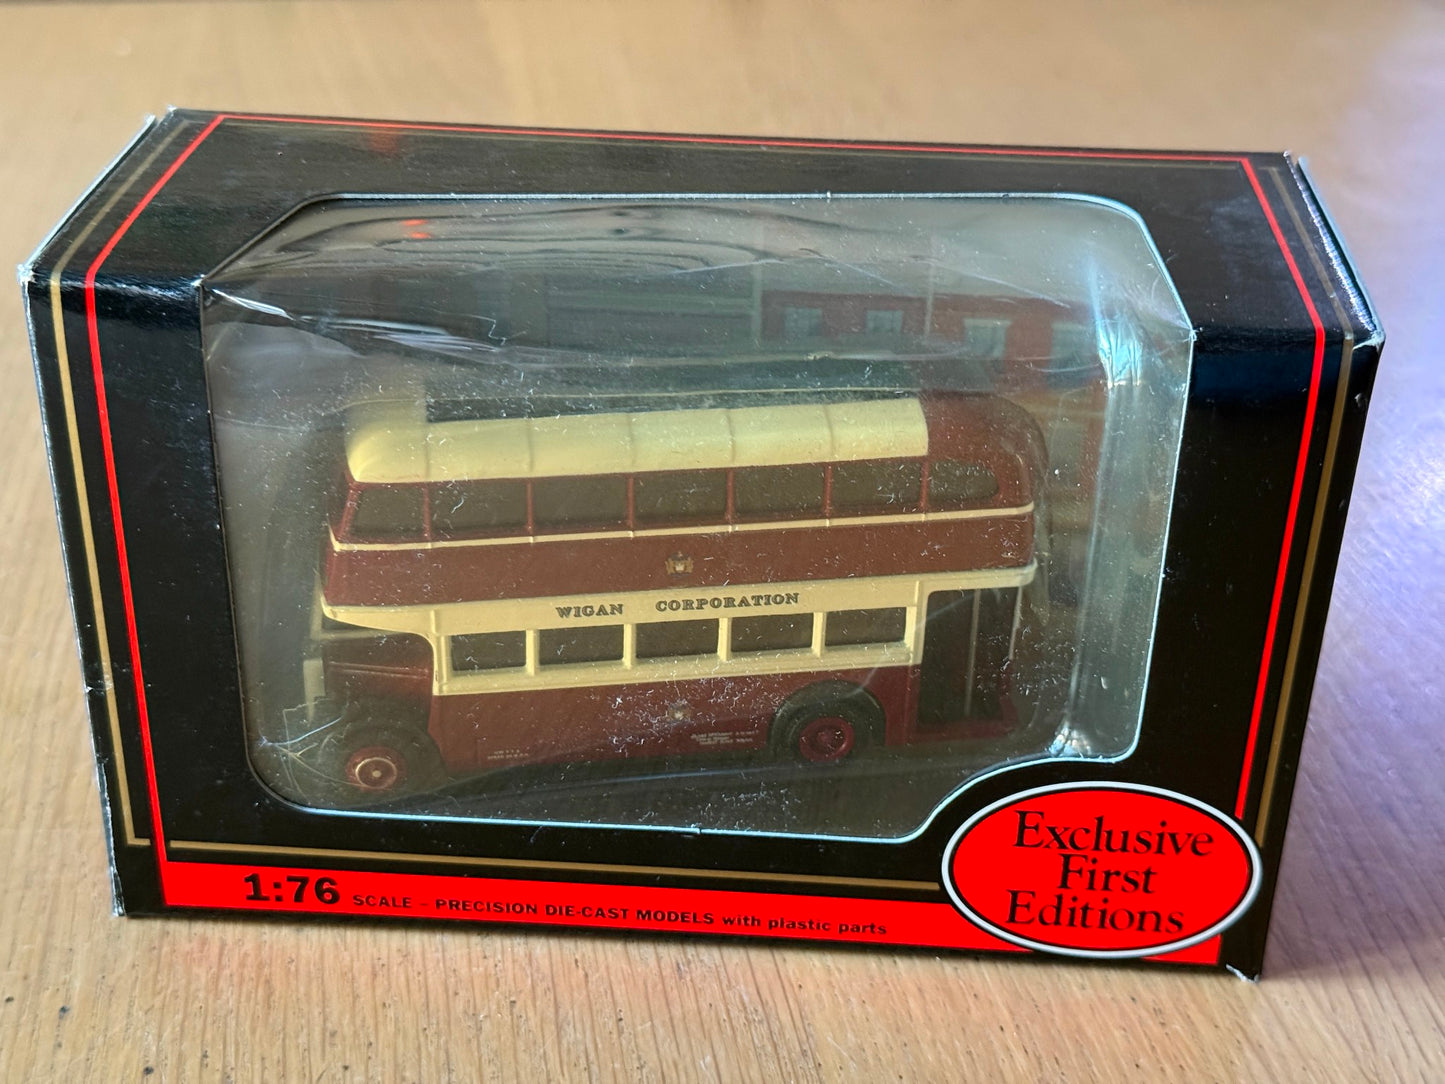 WIGAN CORPORATION
Exclusive
First
Editions
1:76 SCALE – PRECISION DIE-CAST MODELS with plastic parts